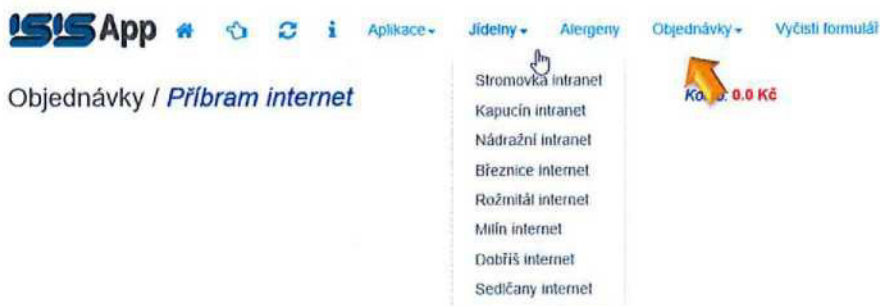 ISIS App Aplikace Jídelny Alergeny Objednávky Vyčisti formulář
Objednávky / Příbram internet
0.0 Kč
Stromovka intranet
Kapucín intranet
Nádražní intranet
Březnice internet
Rožmitál internet
Milín internet
Dobříš internet
Sedlčany internet